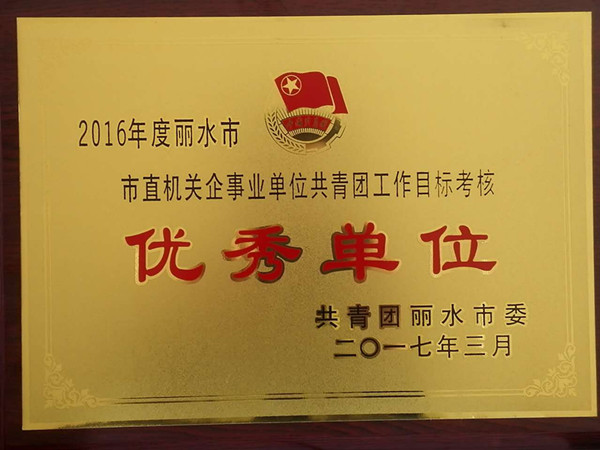 2016年度丽水市
市直机关企事业单位共青团工作目标考核
优秀单位
共青团丽水市委
二〇一七年三月